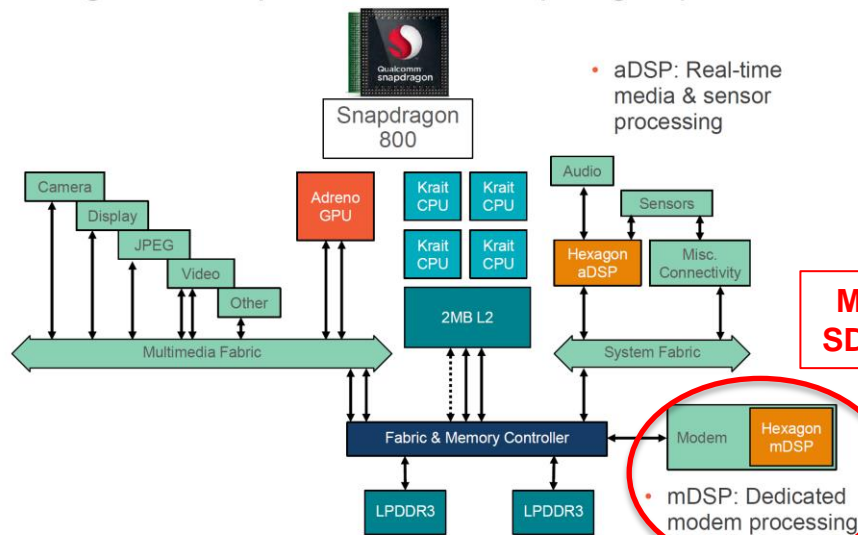 Qualcomm
snapdragon
Snapdragon
800
• aDSP: Real-time
media & sensor
processing
Camera
Display
JPEG
Video
Other
Adreno
GPU
Krait
CPU
Krait
CPU
Krait
CPU
Krait
CPU
2MB L2
Audio
Sensors
Hexagon
aDSP
Misc.
Connectivity
Multimedia Fabric
System Fabric
M
SD
Fabric & Memory Controller
Modem
Hexagon
mDSP
LPDDR3
LPDDR3
• mDSP: Dedicated
modem processing